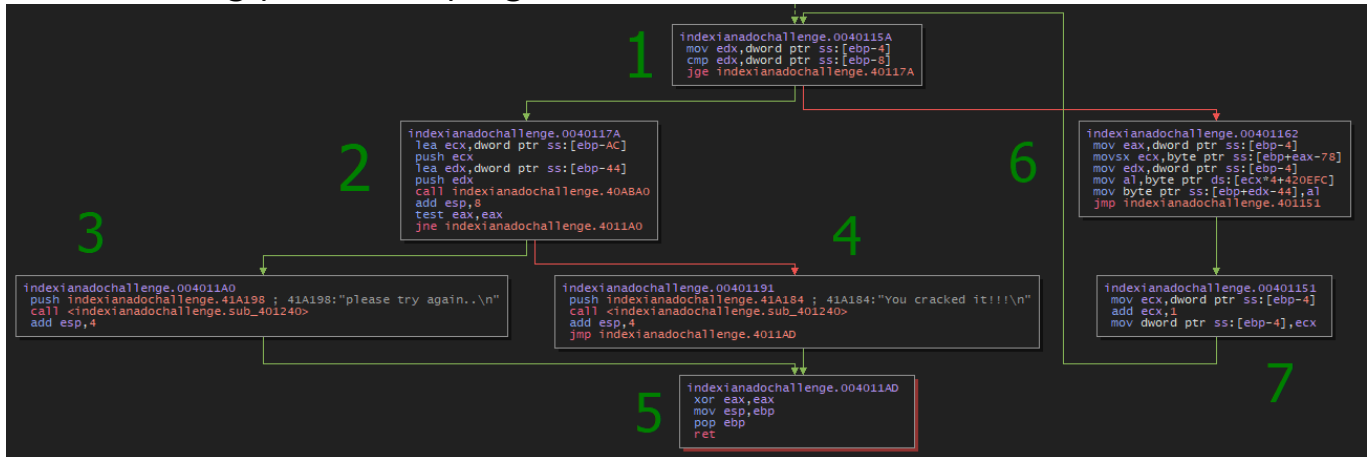 1
indexianadochallenge.0040115A
mov edx,dword ptr ss:[ebp-4]
cmp edx,dword ptr ss:[ebp-8]
jge indexianadochallenge.40117A
2
indexianadochallenge.0040117A
lea ecx,dword ptr ss:[ebp-AC]
push ecx
lea edx,dword ptr ss:[ebp-44]
push edx
call indexianadochallenge.40ABA0
add esp,8
test eax,eax
jne indexianadochallenge.4011A0
6
indexianadochallenge.00401162
mov eax,dword ptr ss:[ebp-4]
movsx ecx,byte ptr ss:[ebp+eax-78]
mov edx,dword ptr ss:[ebp-4]
mov al,byte ptr ds:[ecx*4+420EFC]
mov byte ptr ss:[ebp+edx-44],al
jmp indexianadochallenge.401151
3
indexianadochallenge.004011A0
push indexianadochallenge.41A198 ; 41A198:"please try again..\n"
call <indexianadochallenge.sub_401240>
add esp,4
4
indexianadochallenge.00401191
push indexianadochallenge.41A184 ; 41A184:"You cracked it!!!\n"
call <indexianadochallenge.sub_401240>
add esp,4
jmp indexianadochallenge.4011AD
indexianadochallenge.00401151
mov ecx,dword ptr ss:[ebp-4]
add ecx,1
mov dword ptr ss:[ebp-4],ecx
7
5
indexianadochallenge.004011AD
xor eax,eax
mov esp,ebp
pop ebp
ret